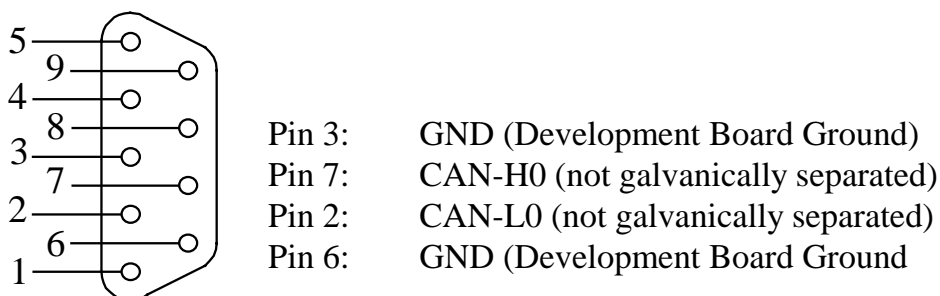 5
9
4
8
3
7
2
6
1
Pin 3: GND (Development Board Ground)
Pin 7: CAN-H0 (not galvanically separated)
Pin 2: CAN-L0 (not galvanically separated)
Pin 6: GND (Development Board Ground